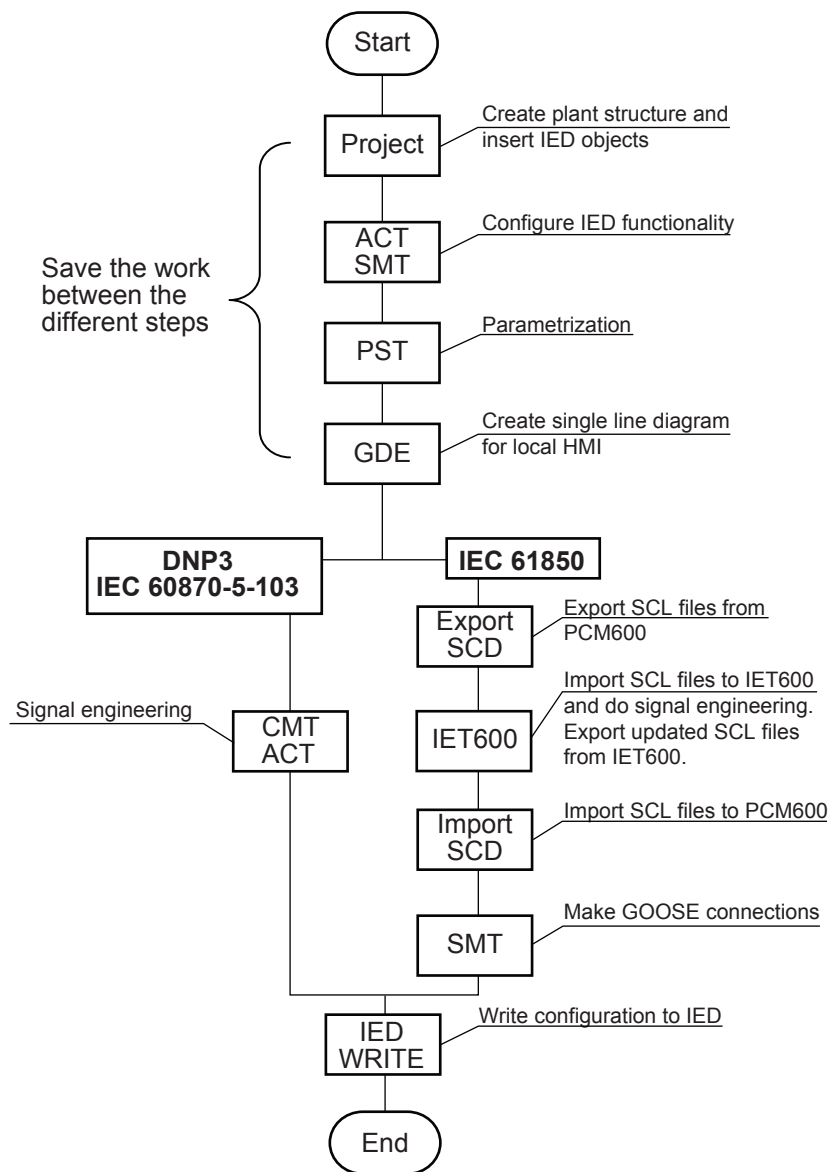 Start
Project
Create plant structure and
insert IED objects
ACT
SMT
Configure IED functionality
Save the work
between the
different steps
PST
Parametrization
GDE
Create single line diagram
for local HMI
DNP3
IEC 60870-5-103
IEC 61850
Export
SCD
Export SCL files from
PCM600
Signal engineering
CMT
ACT
IET600
Import SCL files to IET600
and do signal engineering.
Export updated SCL files
from IET600.
Import
SCD
Import SCL files to PCM600
SMT
Make GOOSE connections
IED
WRITE
Write configuration to IED
End